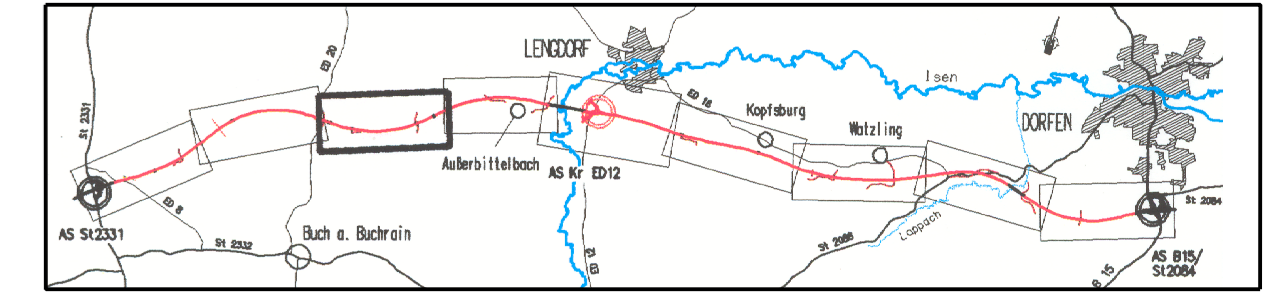 LENGDORF
ED 20
St 2331
Isen
ED 18
Kopfsburg
Watzling
DORFEN
Außerbittelbach
AS Kr ED12
ED 8
AS St2331
St 2332
Buch a. Buchrain
ED 12
St 2086
Lappach
St 2084
AS B15/
St2084
B 15